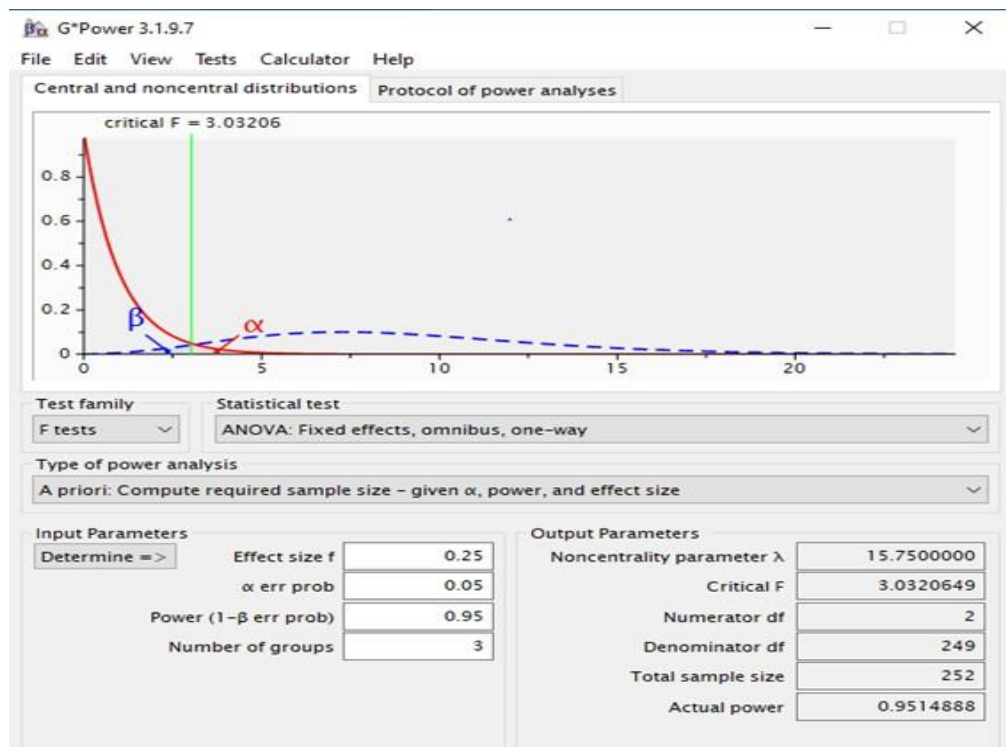 G*Power 3.1.9.7
File Edit View Tests Calculator Help
Central and noncentral distributions Protocol of power analyses
critical F = 3.03206
0.8
0.6
0.4
0.2
0
β α
0 5 10 15 20
Test family Statistical test
F tests ANOVA: Fixed effects, omnibus, one-way
Type of power analysis
A priori: Compute required sample size – given α, power, and effect size
Input Parameters Output Parameters
Determine => Effect size f 0.25 Noncentrality parameter λ 15.7500000
α err prob 0.05 Critical F 3.0320649
Power (1-β err prob) 0.95 Numerator df 2
Number of groups 3 Denominator df 249
Total sample size 252
Actual power 0.9514888